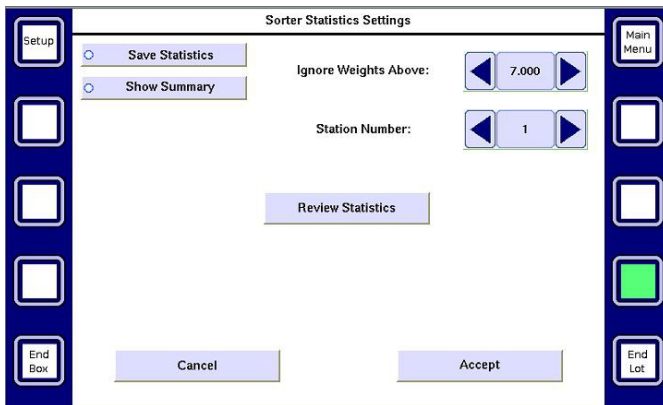 Sorter Statistics Settings
Setup
Main
Menu
Save Statistics
Show Summary
Ignore Weights Above:
7.000
Station Number:
1
Review Statistics
End
Box
Cancel
Accept
End
Lot